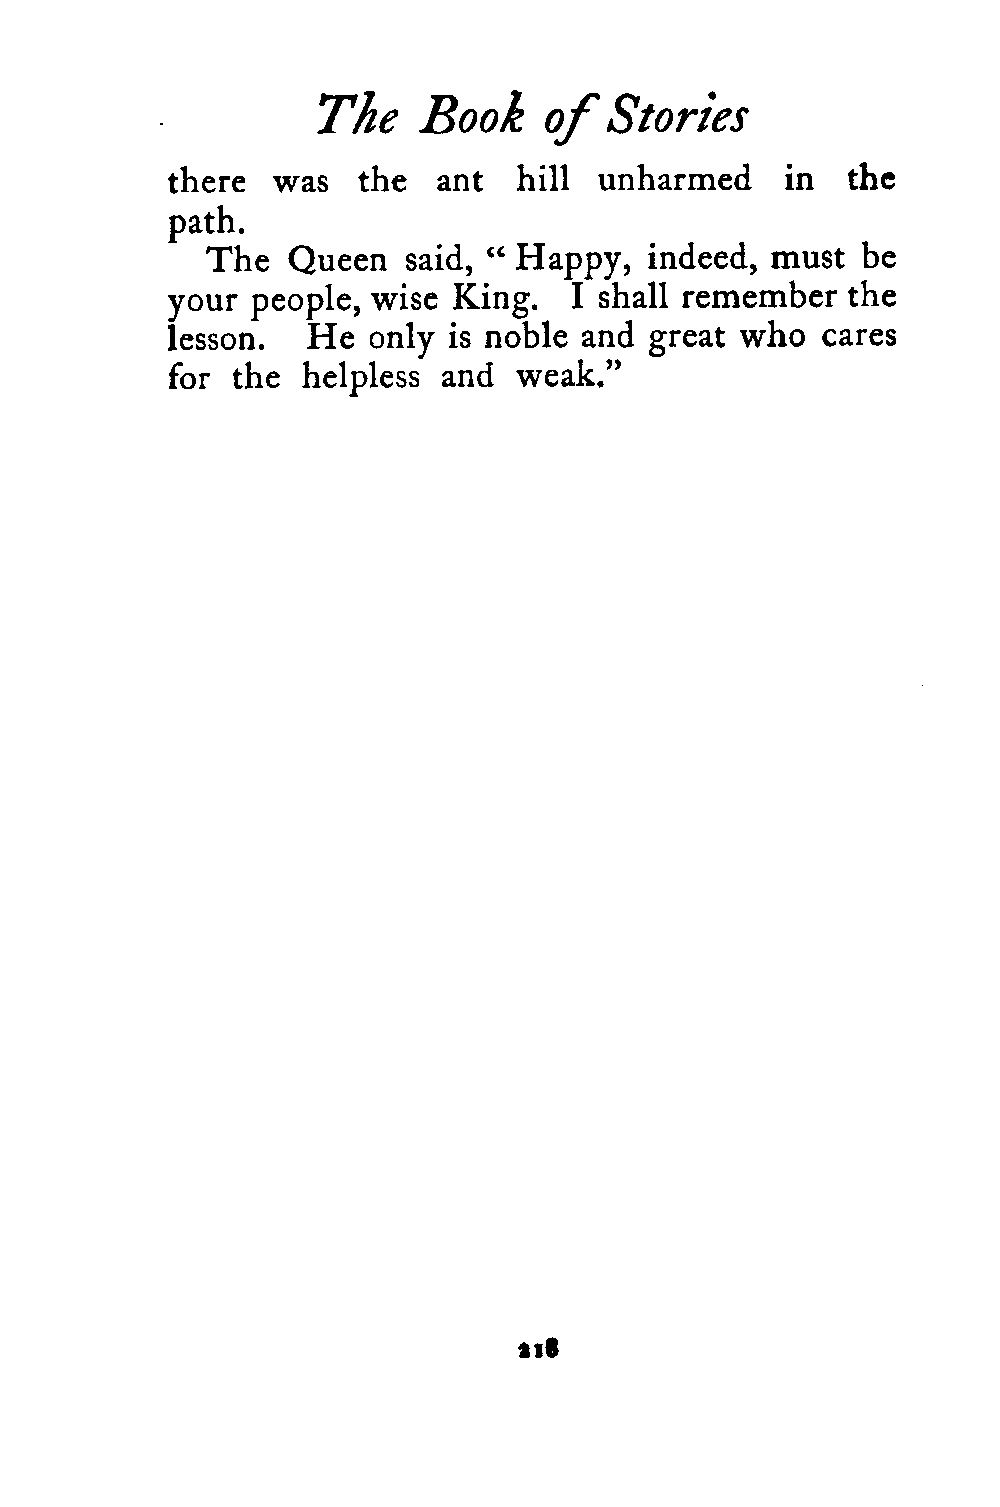 The Book of Stories
there was the ant hill unharmed in the
path.
The Queen said, “ Happy, indeed, must be
your people, wise King. I shall remember the
lesson. He only is noble and great who cares
for the helpless and weak.”
218